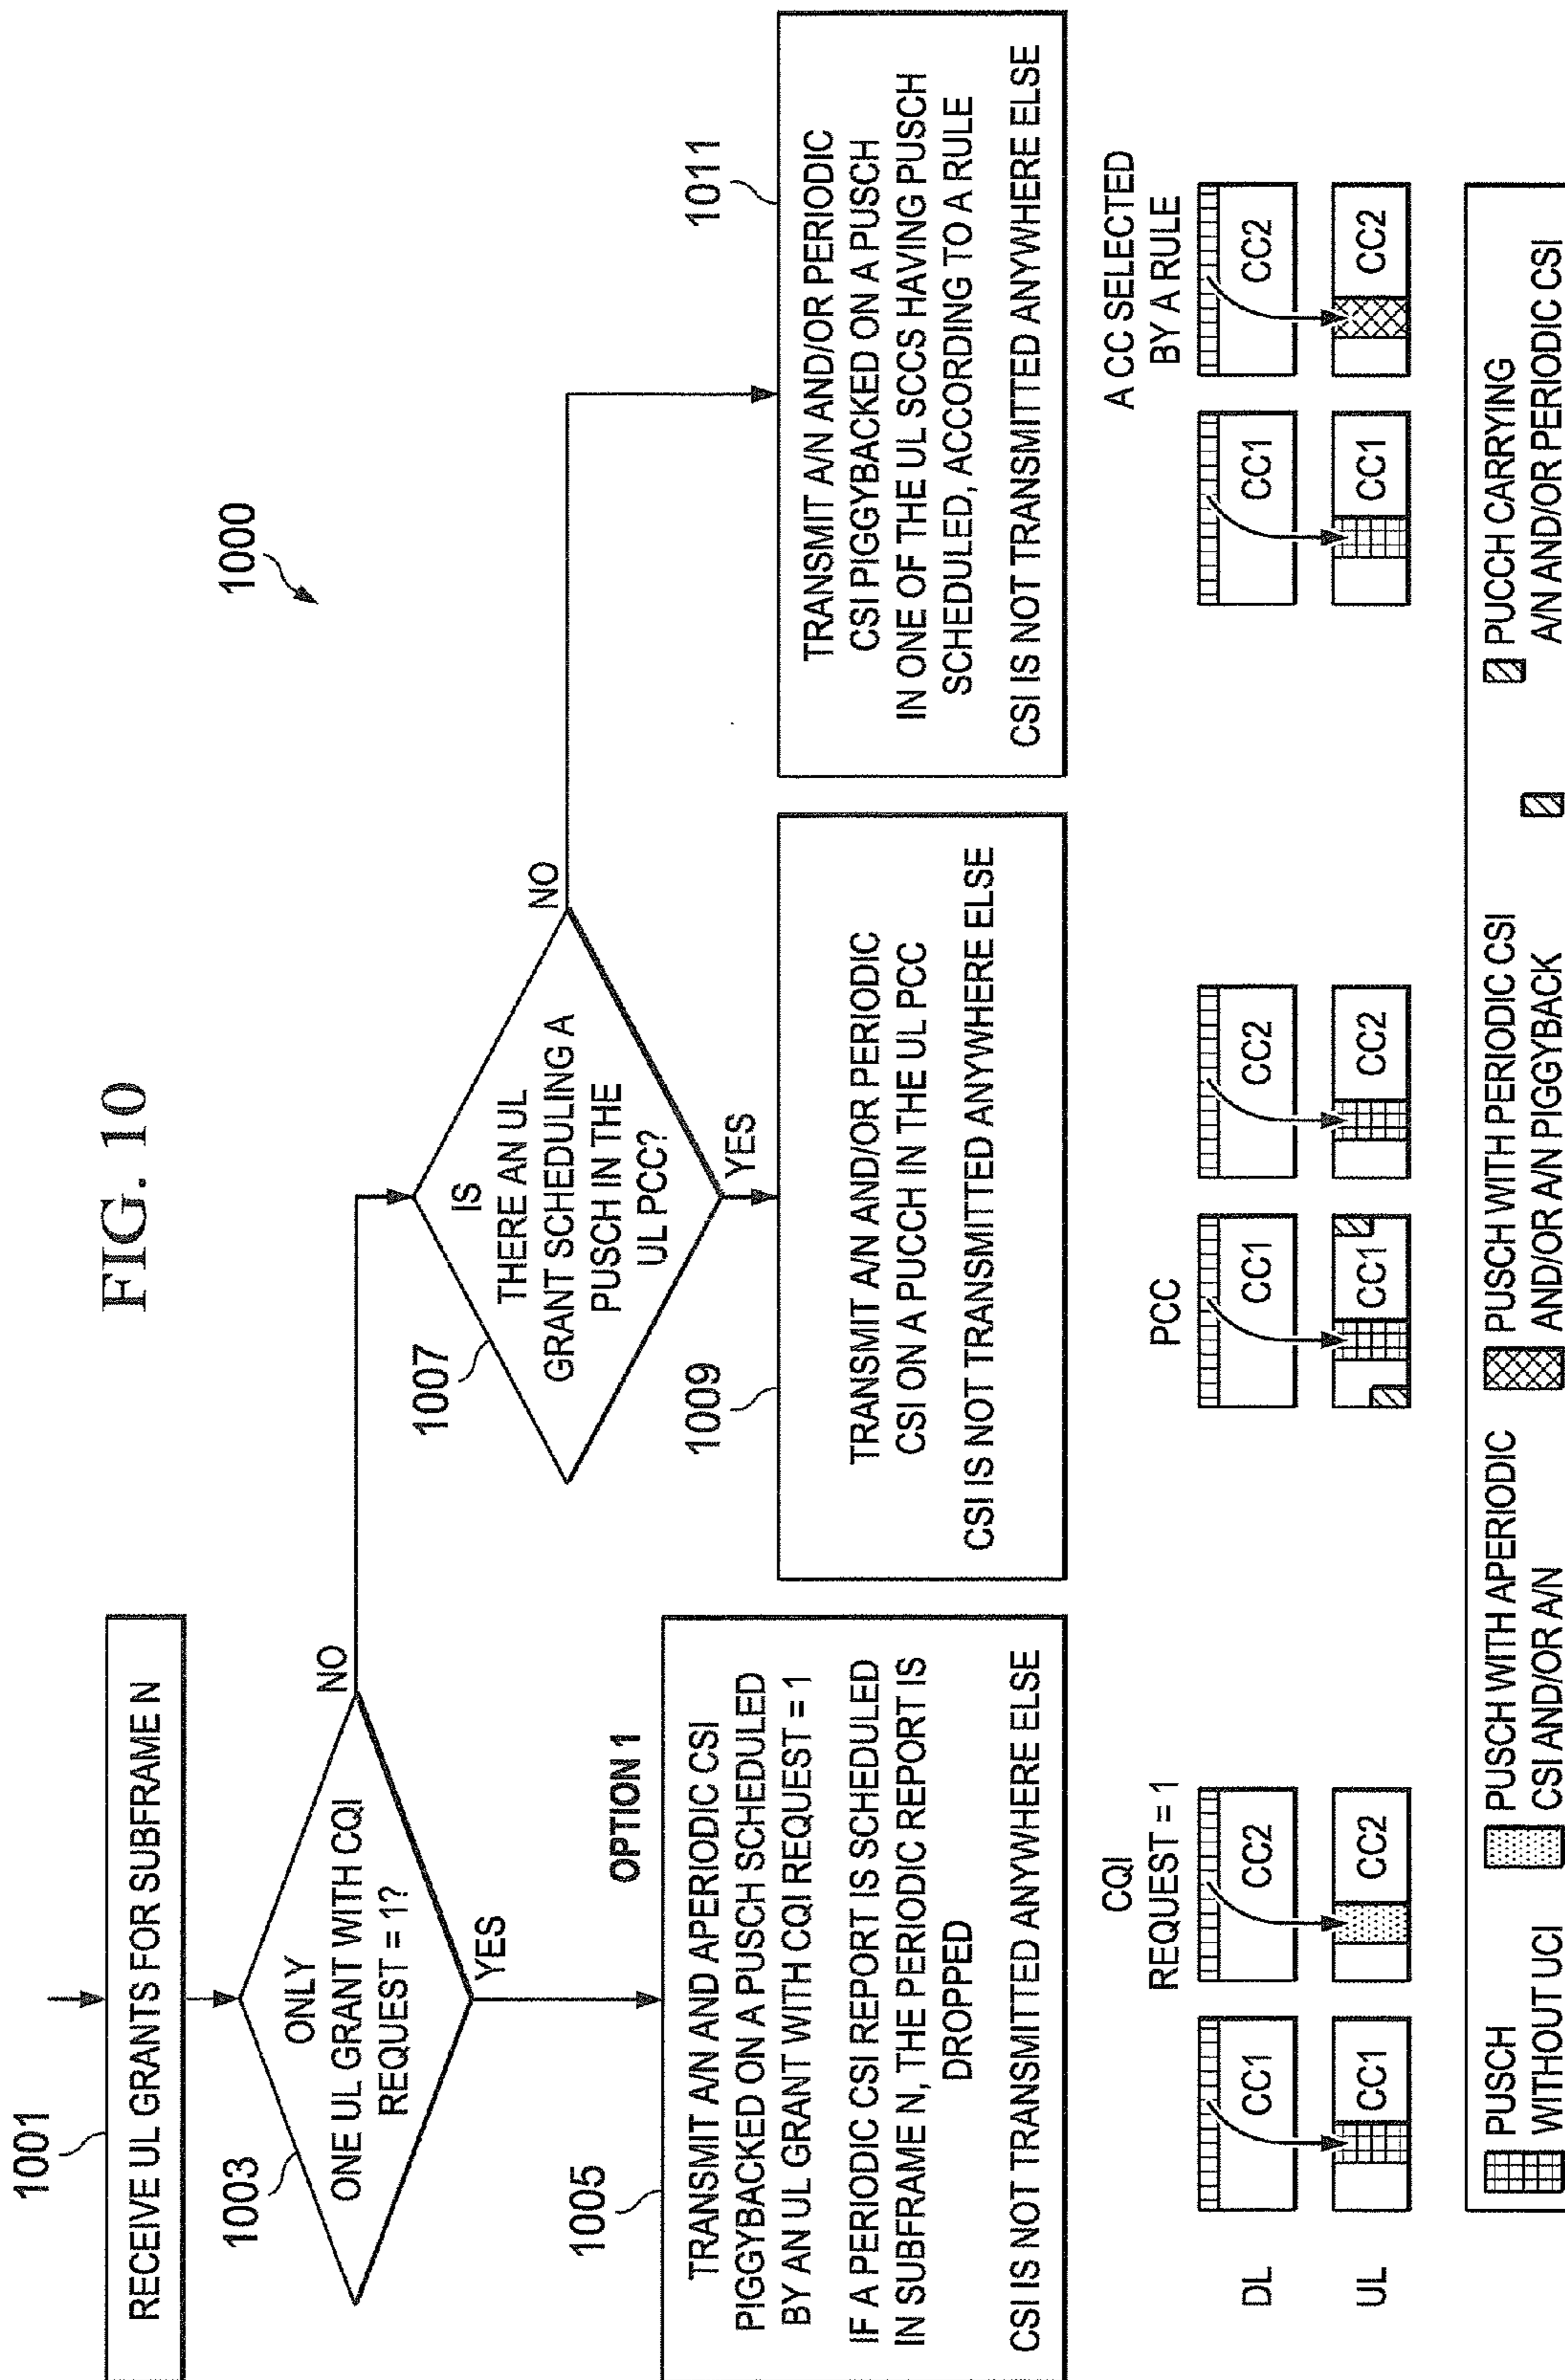 FIG. 10
1000
1001
RECEIVE UL GRANTS FOR SUBFRAME N
1003
ONLY
ONE UL GRANT WITH CQI
REQUEST = 1?
NO
YES
1007
IS
THERE AN UL
GRANT SCHEDULING A
PUSCH IN THE
UL PCC?
NO
YES
1005
OPTION 1
TRANSMIT A/N AND APERIODIC CSI
PIGGYBACKED ON A PUSCH SCHEDULED
BY AN UL GRANT WITH CQI REQUEST = 1
IF A PERIODIC CSI REPORT IS SCHEDULED
IN SUBFRAME N, THE PERIODIC REPORT IS
DROPPED
CSI IS NOT TRANSMITTED ANYWHERE ELSE
1009
TRANSMIT A/N AND/OR PERIODIC
CSI ON A PUCCH IN THE UL PCC
CSI IS NOT TRANSMITTED ANYWHERE ELSE
1011
TRANSMIT A/N AND/OR PERIODIC
CSI PIGGYBACKED ON A PUSCH
IN ONE OF THE UL SCCS HAVING PUSCH
SCHEDULED, ACCORDING TO A RULE
CSI IS NOT TRANSMITTED ANYWHERE ELSE
CQI
REQUEST = 1
PCC
A CC SELECTED
BY A RULE
DL
CC1
CC2
CC1
CC2
CC1
CC2
UL
CC1
CC2
CC1
CC2
CC1
CC2
PUSCH
WITHOUT UCI
PUSCH WITH APERIODIC
CSI AND/OR A/N
PUSCH WITH PERIODIC CSI
AND/OR A/N PIGGYBACK
PUCCH CARRYING
A/N AND/OR PERIODIC CSI